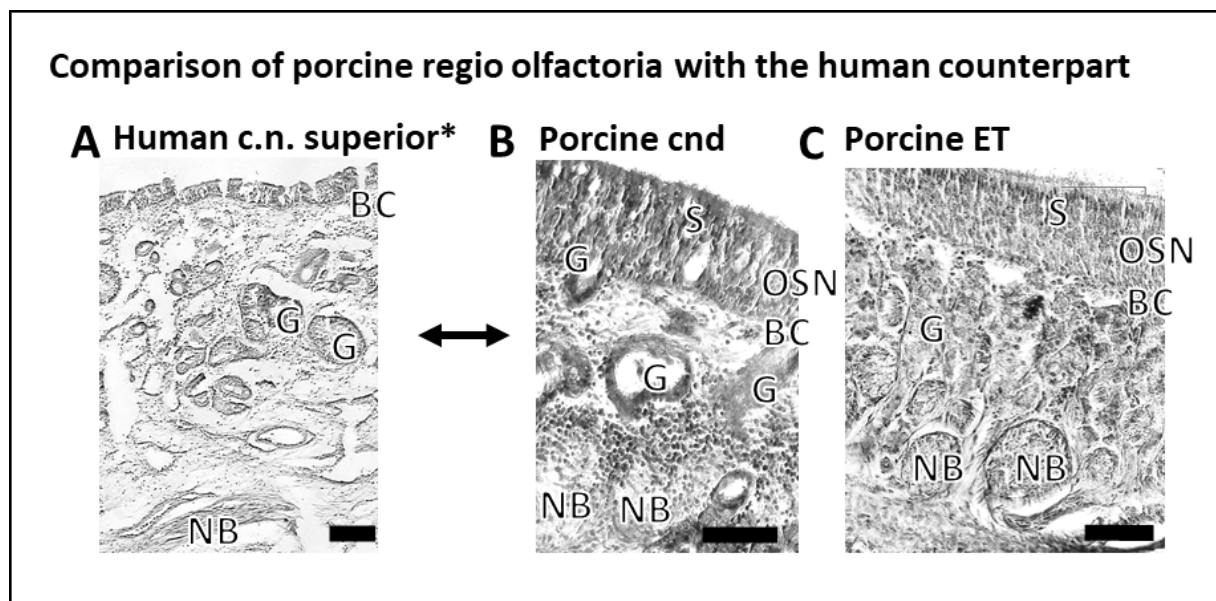 Comparison of porcine regio olfactoria with the human counterpart
A Human c.n. superior*
BC
G
G
NB
B Porcine cnd
S
G
OSN
BC
G
G
NB
NB
C Porcine ET
S
OSN
BC
G
NB
NB